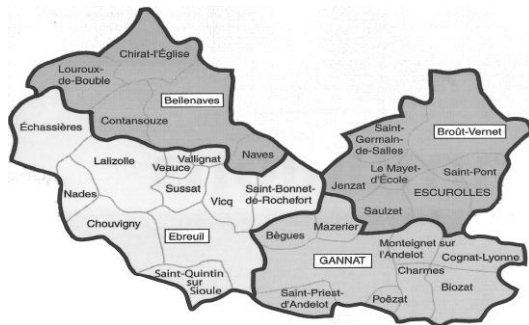 Chirat-l'Église
Louroux-
de-Bouble
Bellenaves
Contansouze
Naves
Échassières
Lalizolle
Veauce
Vallignat
Sussat
Saint-Bonnet-
de-Rochefort
Nades
Vicq
Chouvigny
Ebreuil
Saint-Quintin
sur
Sioule
Saint-
Germain-
de-Salles
Broût-Vernet
Le Mayet-
d'École
Saint-Pont
Jenzat
ESCUROLLES
Saulzet
Mazerier
Bègues
Monteignet sur
l'Andelot
Cognat-Lyonne
GANNAT
Charmes
Biozat
Saint-Priest-
d'Andelot
Poëzat